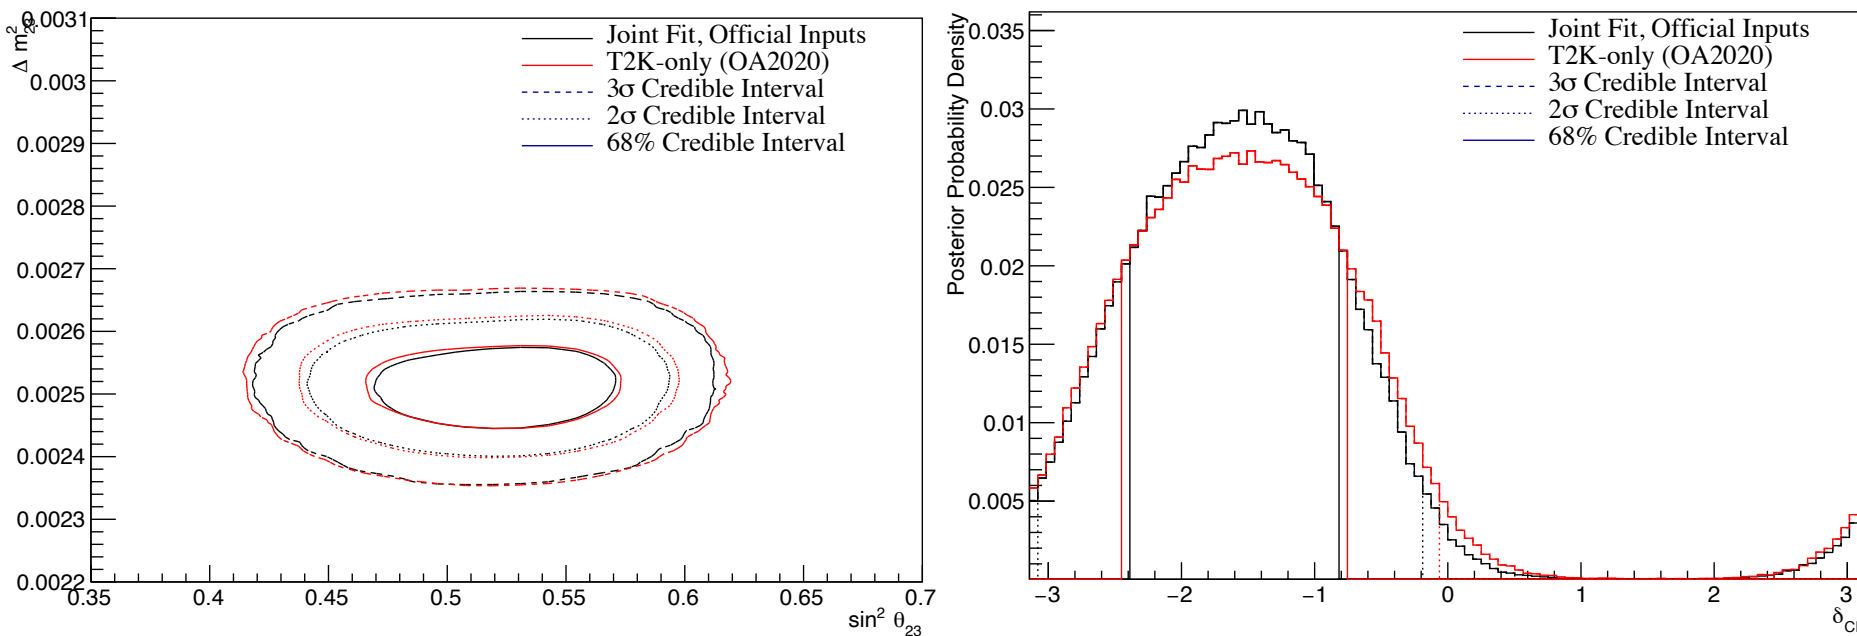 0.0031
Δ m²₂₃
0.003
0.0029
0.0028
0.0027
0.0026
0.0025
0.0024
0.0023
0.0022
Joint Fit, Official Inputs
T2K-only (OA2020)
3σ Credible Interval
2σ Credible Interval
68% Credible Interval
0.35 0.4 0.45 0.5 0.55 0.6 0.65 0.7
sin² θ₂₃
Posterior Probability Density
0.035
0.03
0.025
0.02
0.015
0.01
0.005
Joint Fit, Official Inputs
T2K-only (OA2020)
3σ Credible Interval
2σ Credible Interval
68% Credible Interval
−3 −2 −1 0 1 2 3
δ_C